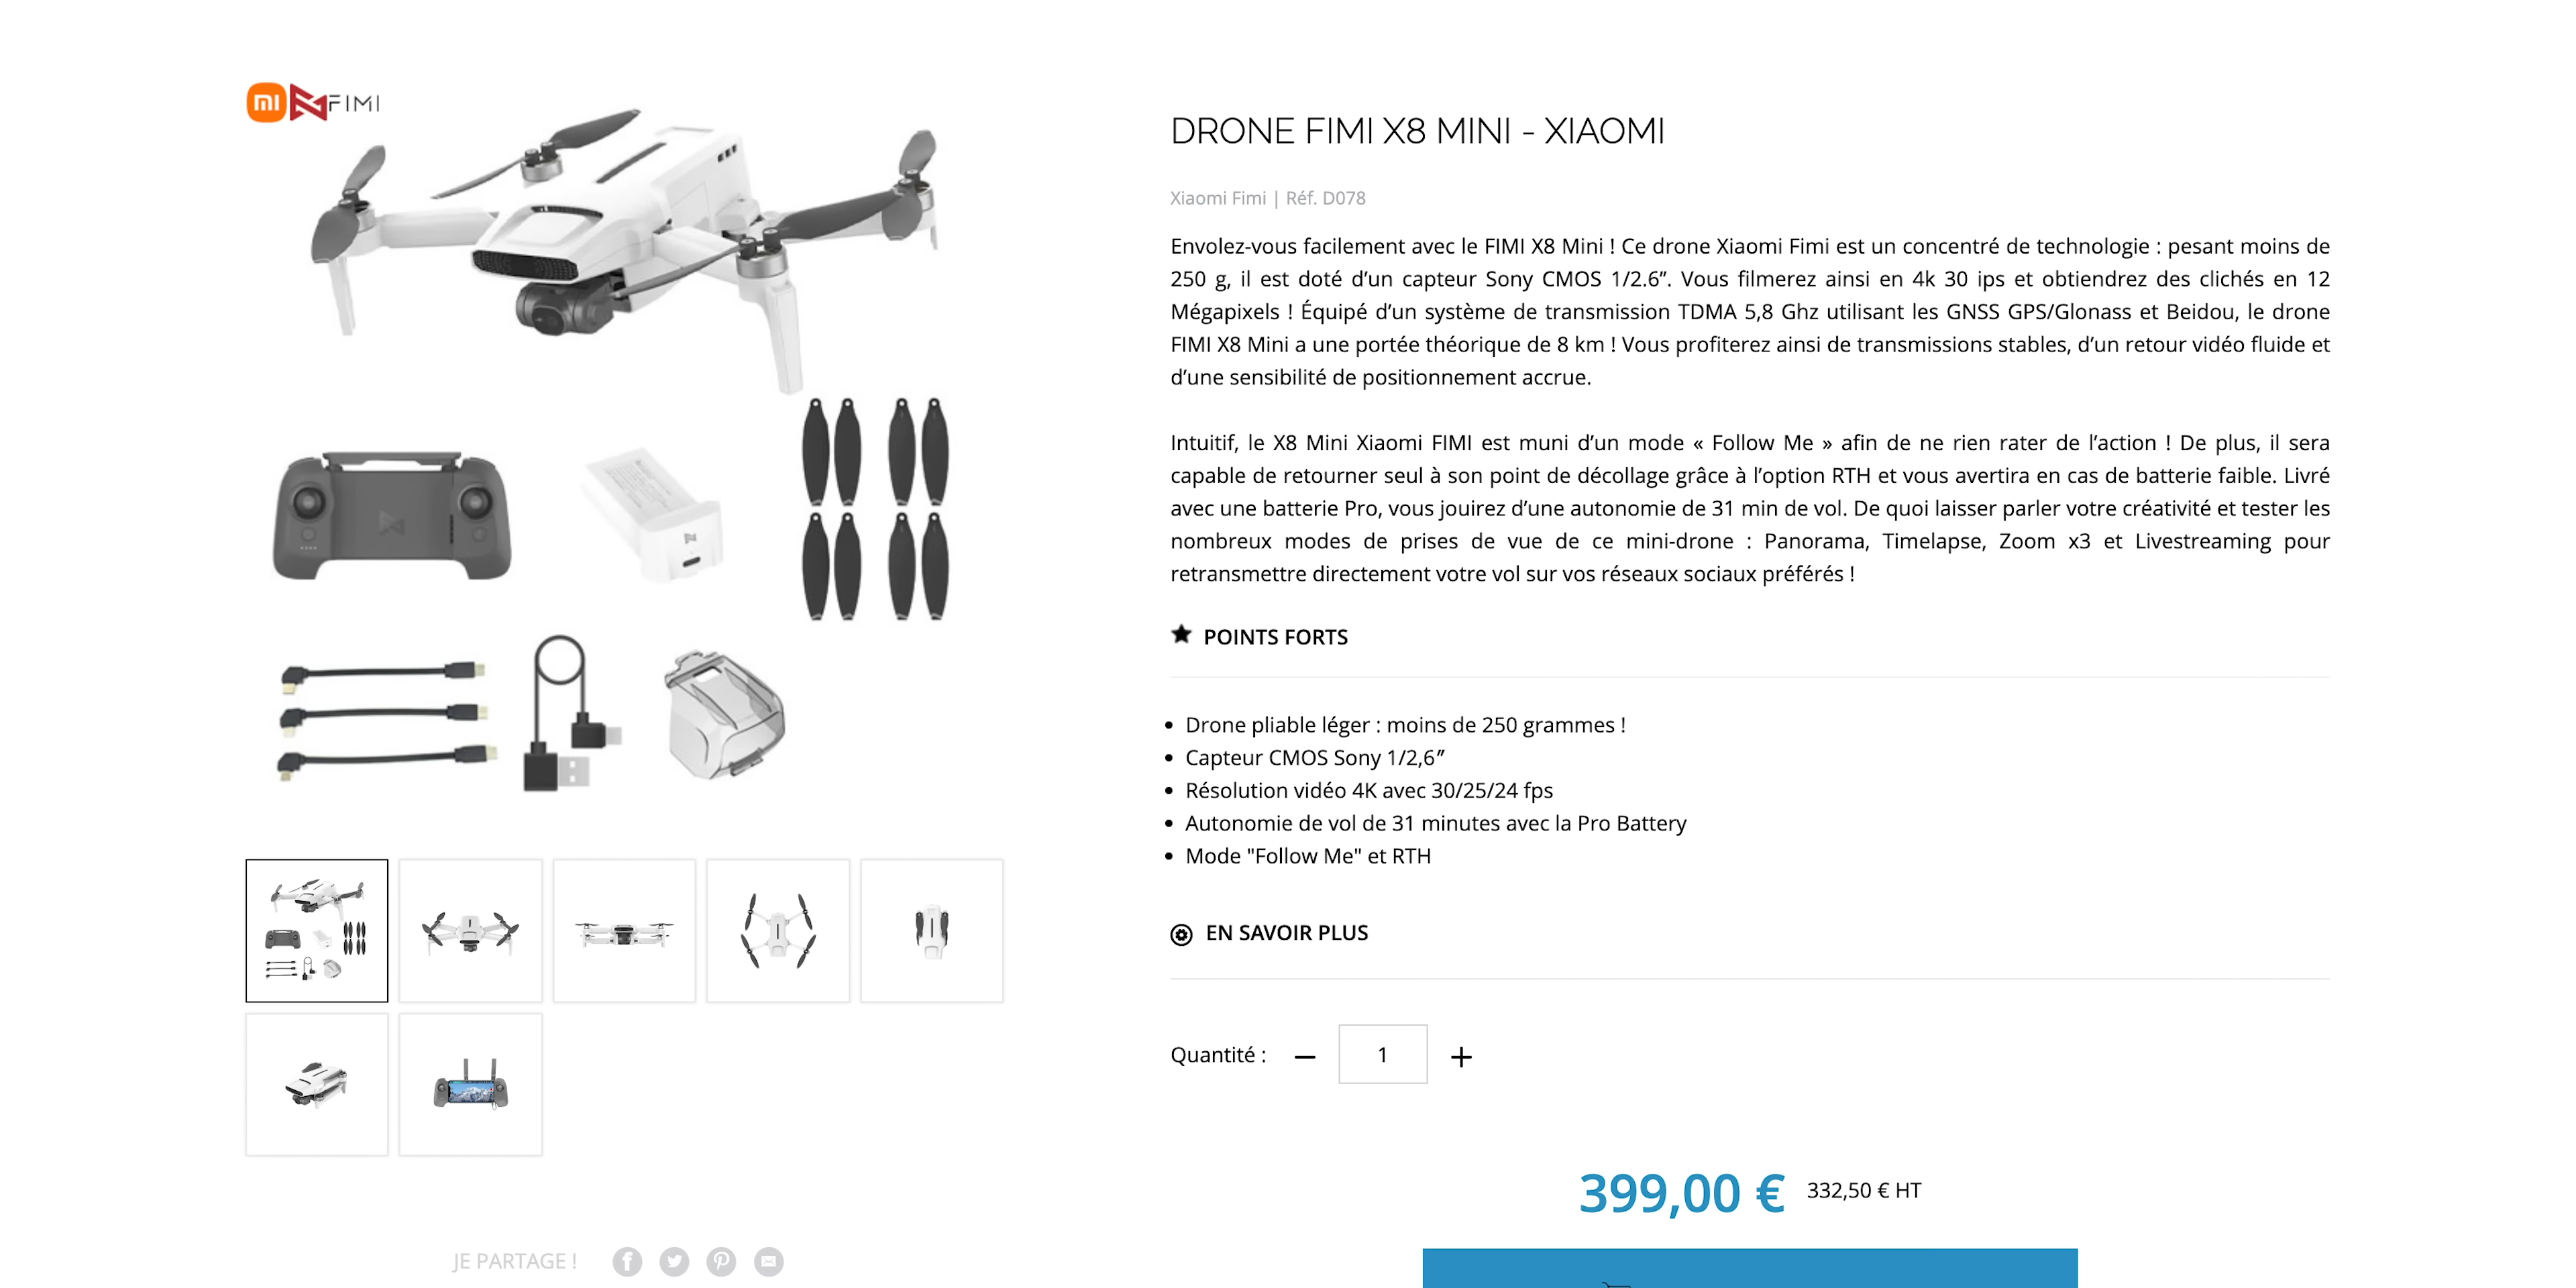 mi FIMI
DRONE FIMI X8 MINI - XIAOMI
Xiaomi Fimi | Réf. D078
Envolez-vous facilement avec le FIMI X8 Mini ! Ce drone Xiaomi Fimi est un concentré de technologie : pesant moins de
250 g, il est doté d’un capteur Sony CMOS 1/2.6”. Vous filmerez ainsi en 4k 30 ips et obtiendrez des clichés en 12
Mégapixels ! Équipé d’un système de transmission TDMA 5,8 Ghz utilisant les GNSS GPS/Glonass et Beidou, le drone
FIMI X8 Mini a une portée théorique de 8 km ! Vous profiterez ainsi de transmissions stables, d’un retour vidéo fluide et
d’une sensibilité de positionnement accrue.
Intuitif, le X8 Mini Xiaomi FIMI est muni d’un mode « Follow Me » afin de ne rien rater de l’action ! De plus, il sera
capable de retourner seul à son point de décollage grâce à l’option RTH et vous avertira en cas de batterie faible. Livré
avec une batterie Pro, vous jouirez d’une autonomie de 31 min de vol. De quoi laisser parler votre créativité et tester les
nombreux modes de prises de vue de ce mini-drone : Panorama, Timelapse, Zoom x3 et Livestreaming pour
retransmettre directement votre vol sur vos réseaux sociaux préférés !
POINTS FORTS
• Drone pliable léger : moins de 250 grammes !
• Capteur CMOS Sony 1/2,6”
• Résolution vidéo 4K avec 30/25/24 fps
• Autonomie de vol de 31 minutes avec la Pro Battery
• Mode "Follow Me" et RTH
EN SAVOIR PLUS
Quantité : − 1 +
399,00 € 332,50 € HT
JE PARTAGE !